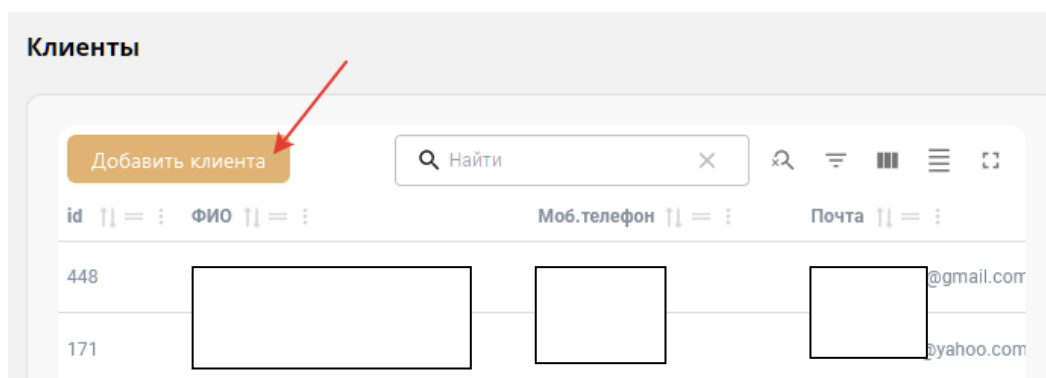 Клиенты
Добавить клиента Найти
id ФИО Моб.телефон Почта
448 @gmail.com
171 @yahoo.com